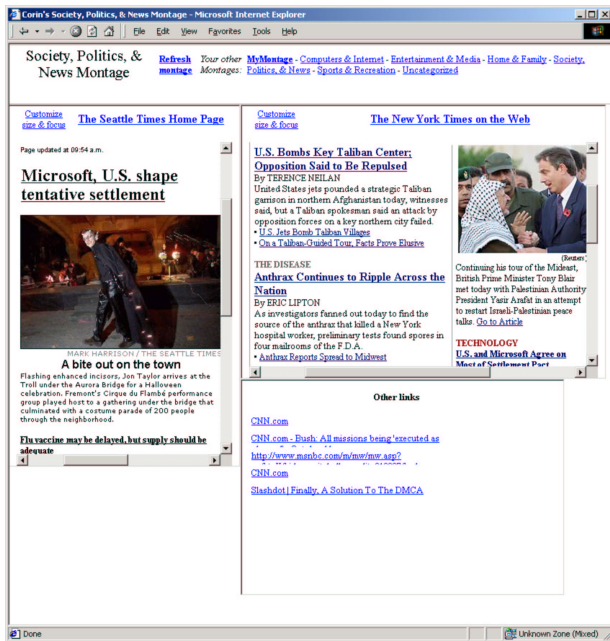 Corin's Society, Politics, & News Montage - Microsoft Internet Explorer
File Edit View Favorites Tools Help
Society, Politics, &
News Montage
Refresh
montage
Your other
Montages:
MyMontage - Computers & Internet - Entertainment & Media - Home & Family - Society,
Politics, & News - Sports & Recreation - Uncategorized
Customize
size & focus
The Seattle Times Home Page
Page updated at 09:54 a.m.
Microsoft, U.S. shape
tentative settlement
MARK HARRISON / THE SEATTLE TIMES
A bite out on the town
Flashing enhanced incisors, Jon Taylor arrives at the
Troll under the Aurora Bridge for a Halloween
celebration. Fremont's Cirque du Flambé performance
group played host to a gathering under the bridge that
culminated with a costume parade of 200 people
through the neighborhood.
Flu vaccine may be delayed, but supply should be
adequate
Customize
size & focus
The New York Times on the Web
U.S. Bombs Key Taliban Center;
Opposition Said to Be Repulsed
By TERENCE NEILAN
United States jets pounded a strategic Taliban
garrison in northern Afghanistan today, witnesses
said, but a Taliban spokesman said an attack by
opposition forces on a key northern city failed.
• U.S. Jets Bomb Taliban Villages
• On a Taliban-Guided Tour, Facts Prove Elusive
THE DISEASE
Anthrax Continues to Ripple Across the
Nation
By ERIC LIPTON
As investigators fanned out today to find the
source of the anthrax that killed a New York
hospital worker, preliminary tests found spores in
four mailrooms of the F.D.A.
• Anthrax Reports Spread to Midwest
(Reuters)
Continuing his tour of the Mideast,
British Prime Minister Tony Blair
met today with Palestinian Authority
President Yasir Arafat in an attempt
to restart Israeli-Palestinian peace
talks. Go to Article
TECHNOLOGY
U.S. and Microsoft Agree on
Most of Settlement Pact
Other links
CNN.com
CNN.com - Bush: All missions being 'executed as
http://www.msnbc.com/m/mw/mw.asp?
CNN.com
Slashdot | Finally, A Solution To The DMCA
Done
Unknown Zone (Mixed)